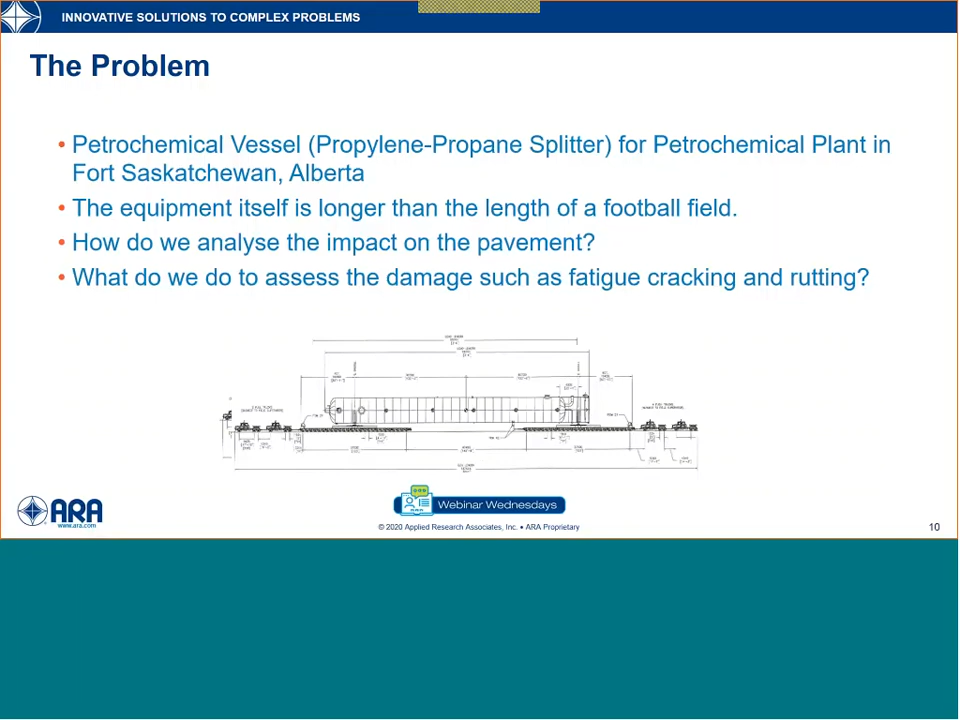 INNOVATIVE SOLUTIONS TO COMPLEX PROBLEMS
The Problem
• Petrochemical Vessel (Propylene-Propane Splitter) for Petrochemical Plant in
Fort Saskatchewan, Alberta
• The equipment itself is longer than the length of a football field.
• How do we analyse the impact on the pavement?
• What do we do to assess the damage such as fatigue cracking and rutting?
ARA
www.ara.com
Webinar Wednesdays
© 2020 Applied Research Associates, Inc. • ARA Proprietary
10